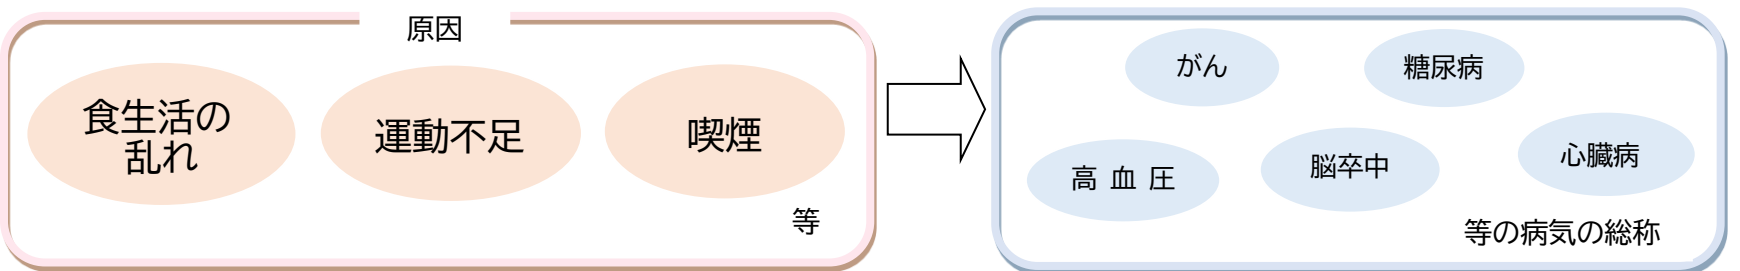 原因
食生活の
乱れ
運動不足
喫煙
等
がん
糖尿病
高 血 圧
脳卒中
心臓病
等の病気の総称